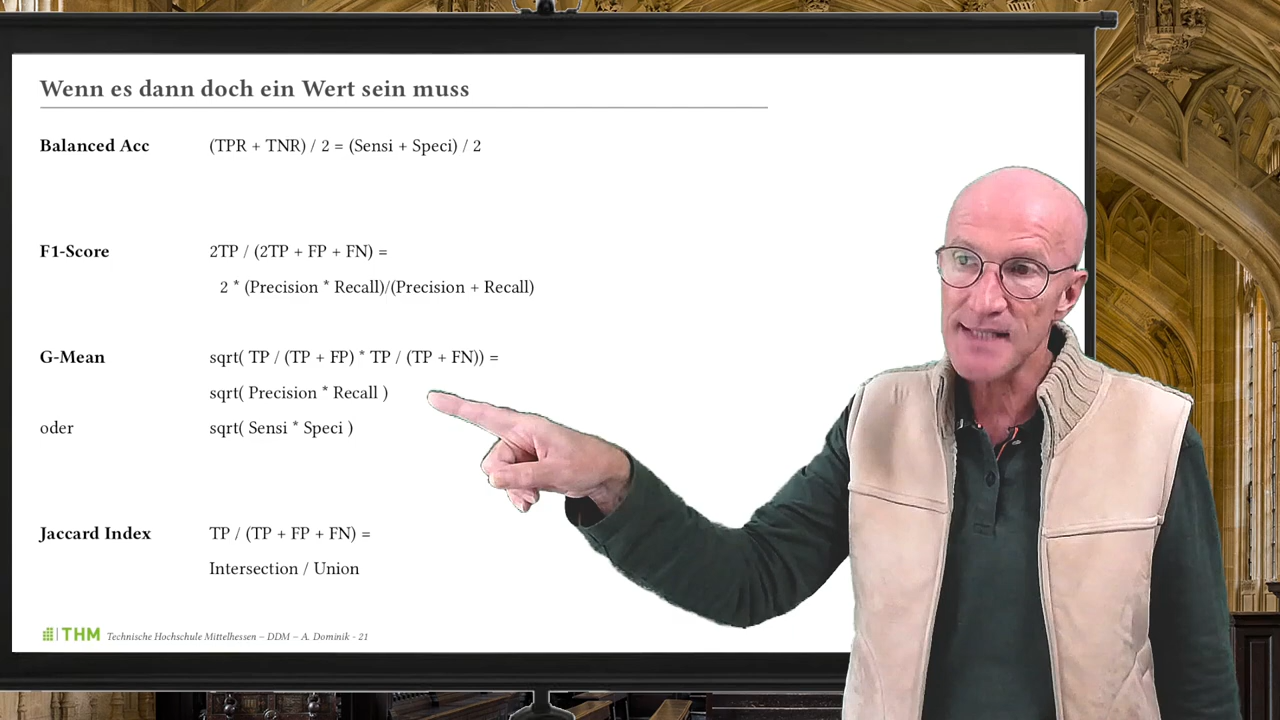 Wenn es dann doch ein Wert sein muss
Balanced Acc (TPR + TNR) / 2 = (Sensi + Speci) / 2
F1-Score 2TP / (2TP + FP + FN) =
2 * (Precision * Recall)/(Precision + Recall)
G-Mean sqrt( TP / (TP + FP) * TP / (TP + FN)) =
sqrt( Precision * Recall )
oder sqrt( Sensi * Speci )
Jaccard Index TP / (TP + FP + FN) =
Intersection / Union
THM Technische Hochschule Mittelhessen – DDM – A. Dominik - 21